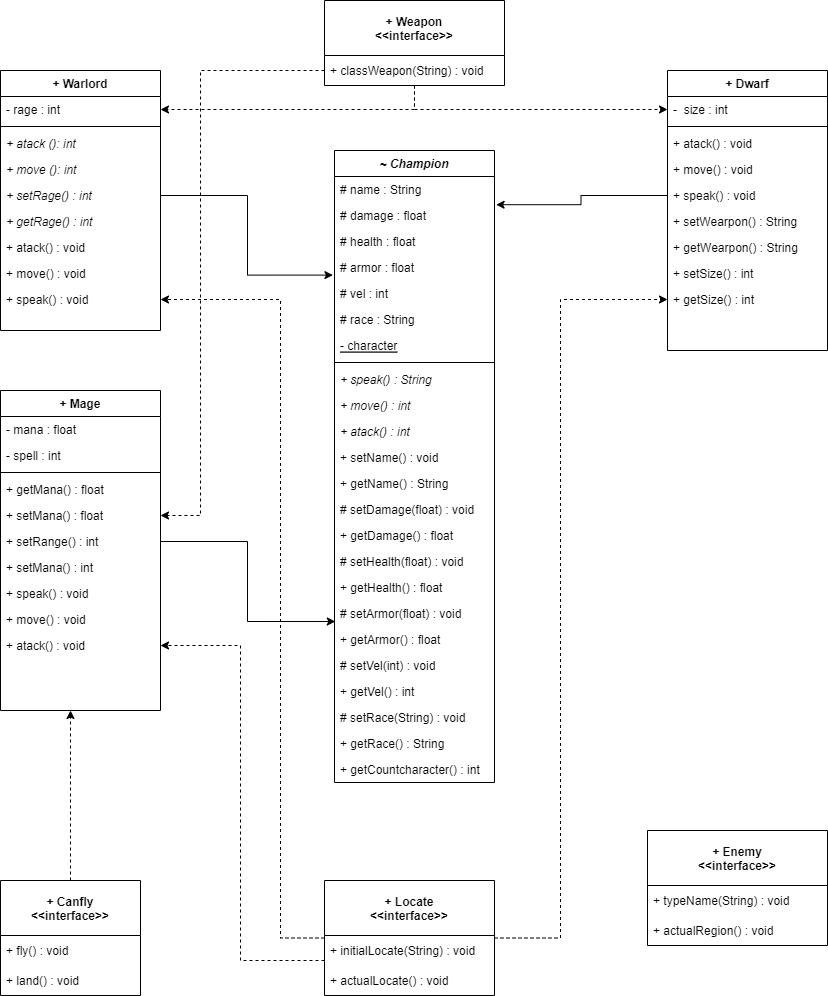 + Weapon
<<interface>>
+ classWeapon(String) : void
+ Warlord
- rage : int
+ atack (): int
+ move (): int
+ setRage() : int
+ getRage() : int
+ atack() : void
+ move() : void
+ speak() : void
+ Dwarf
- size : int
+ atack() : void
+ move() : void
+ speak() : void
+ setWearpon() : String
+ getWearpon() : String
+ setSize() : int
+ getSize() : int
~ Champion
# name : String
# damage : float
# health : float
# armor : float
# vel : int
# race : String
- character
+ speak() : String
+ move() : int
+ atack() : int
+ setName() : void
+ getName() : String
# setDamage(float) : void
+ getDamage() : float
# setHealth(float) : void
+ getHealth() : float
# setArmor(float) : void
+ getArmor() : float
# setVel(int) : void
+ getVel() : int
# setRace(String) : void
+ getRace() : String
+ getCountcharacter() : int
+ Mage
- mana : float
- spell : int
+ getMana() : float
+ setMana() : float
+ setRange() : int
+ setMana() : int
+ speak() : void
+ move() : void
+ atack() : void
+ Canfly
<<interface>>
+ fly() : void
+ land() : void
+ Locate
<<interface>>
+ initialLocate(String) : void
+ actualLocate() : void
+ Enemy
<<interface>>
+ typeName(String) : void
+ actualRegion() : void